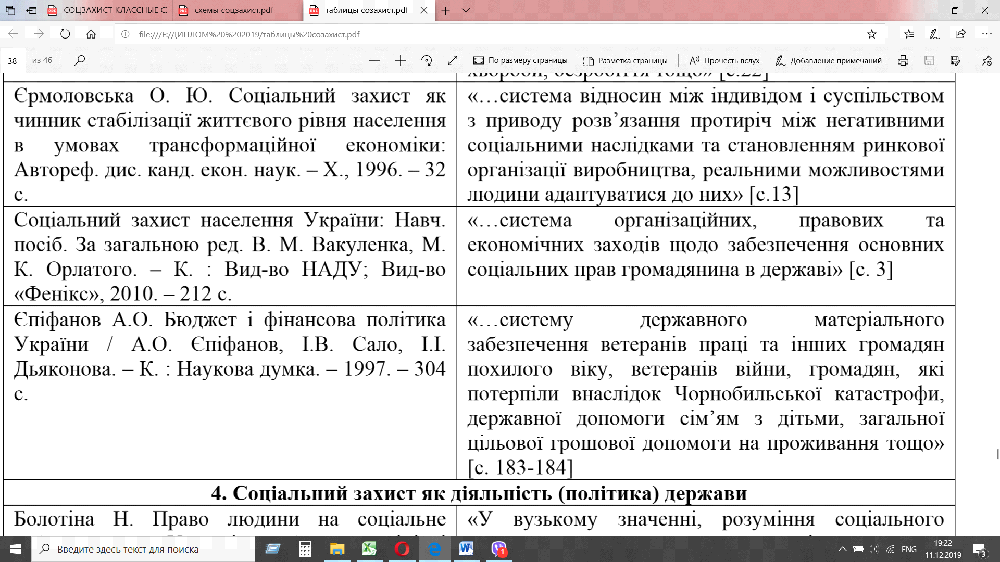 СОЦЗАХИСТ КЛАССНЫЕ С
схемы соцзахист.pdf
таблицы созахист.pdf
file:///F:/ДИПЛОМ%20%202019/таблицы%20созахист.pdf
38 из 46
По размеру страницы
Разметка страницы
Прочесть вслух
Добавление примечаний
хвороби, безробіття тощо» [с.22]
Єрмоловська О. Ю. Соціальний захист як
чинник стабілізації життєвого рівня населення
в умовах трансформаційної економіки:
Автореф. дис. канд. екон. наук. – Х., 1996. – 32
с.
«…система відносин між індивідом і суспільством
з приводу розв’язання протиріч між негативними
соціальними наслідками та становленням ринкової
організації виробництва, реальними можливостями
людини адаптуватися до них» [с.13]
Соціальний захист населення України: Навч.
посіб. За загальною ред. В. М. Вакуленка, М.
К. Орлатого. – К. : Вид-во НАДУ; Вид-во
«Фенікс», 2010. – 212 с.
«…система організаційних, правових та
економічних заходів щодо забезпечення основних
соціальних прав громадянина в державі» [с. 3]
Єпіфанов А.О. Бюджет і фінансова політика
України / А.О. Єпіфанов, І.В. Сало, І.І.
Дьяконова. – К. : Наукова думка. – 1997. – 304
с.
«…систему державного матеріального
забезпечення ветеранів праці та інших громадян
похилого віку, ветеранів війни, громадян, які
потерпіли внаслідок Чорнобильської катастрофи,
державної допомоги сім’ям з дітьми, загальної
цільової грошової допомоги на проживання тощо»
[с. 183-184]
4. Соціальний захист як діяльність (політика) держави
Болотіна Н. Право людини на соціальне
«У вузькому значенні, розуміння соціального
Введите здесь текст для поиска
1
ENG
19:22
11.12.2019
3